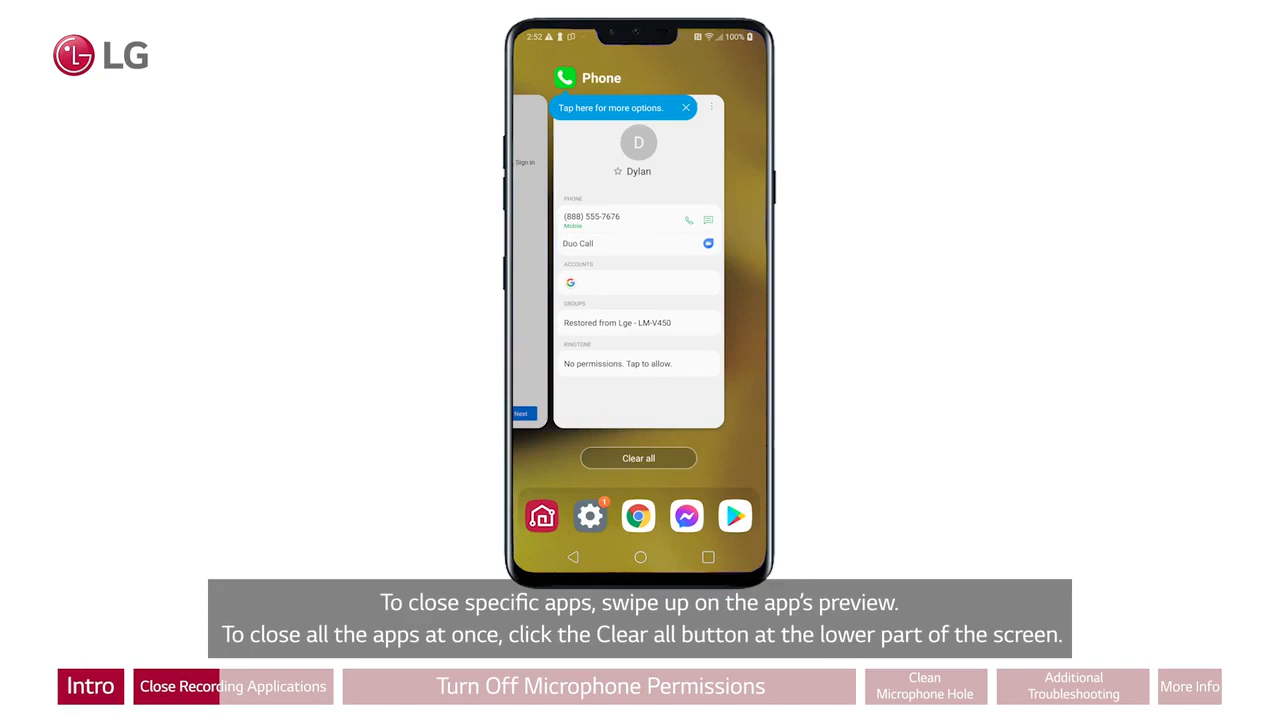 LG
2:52
100%
Phone
Tap here for more options.
Sign in
D
Dylan
PHONE
(888) 555-7676
Mobile
Duo Call
ACCOUNTS
GROUPS
Restored from Lge - LM-V450
RINGTONE
No permissions. Tap to allow.
Next
Clear all
1
To close specific apps, swipe up on the app's preview.
To close all the apps at once, click the Clear all button at the lower part of the screen.
Intro
Close Recording Applications
Turn Off Microphone Permissions
Clean
Microphone Hole
Additional
Troubleshooting
More Info